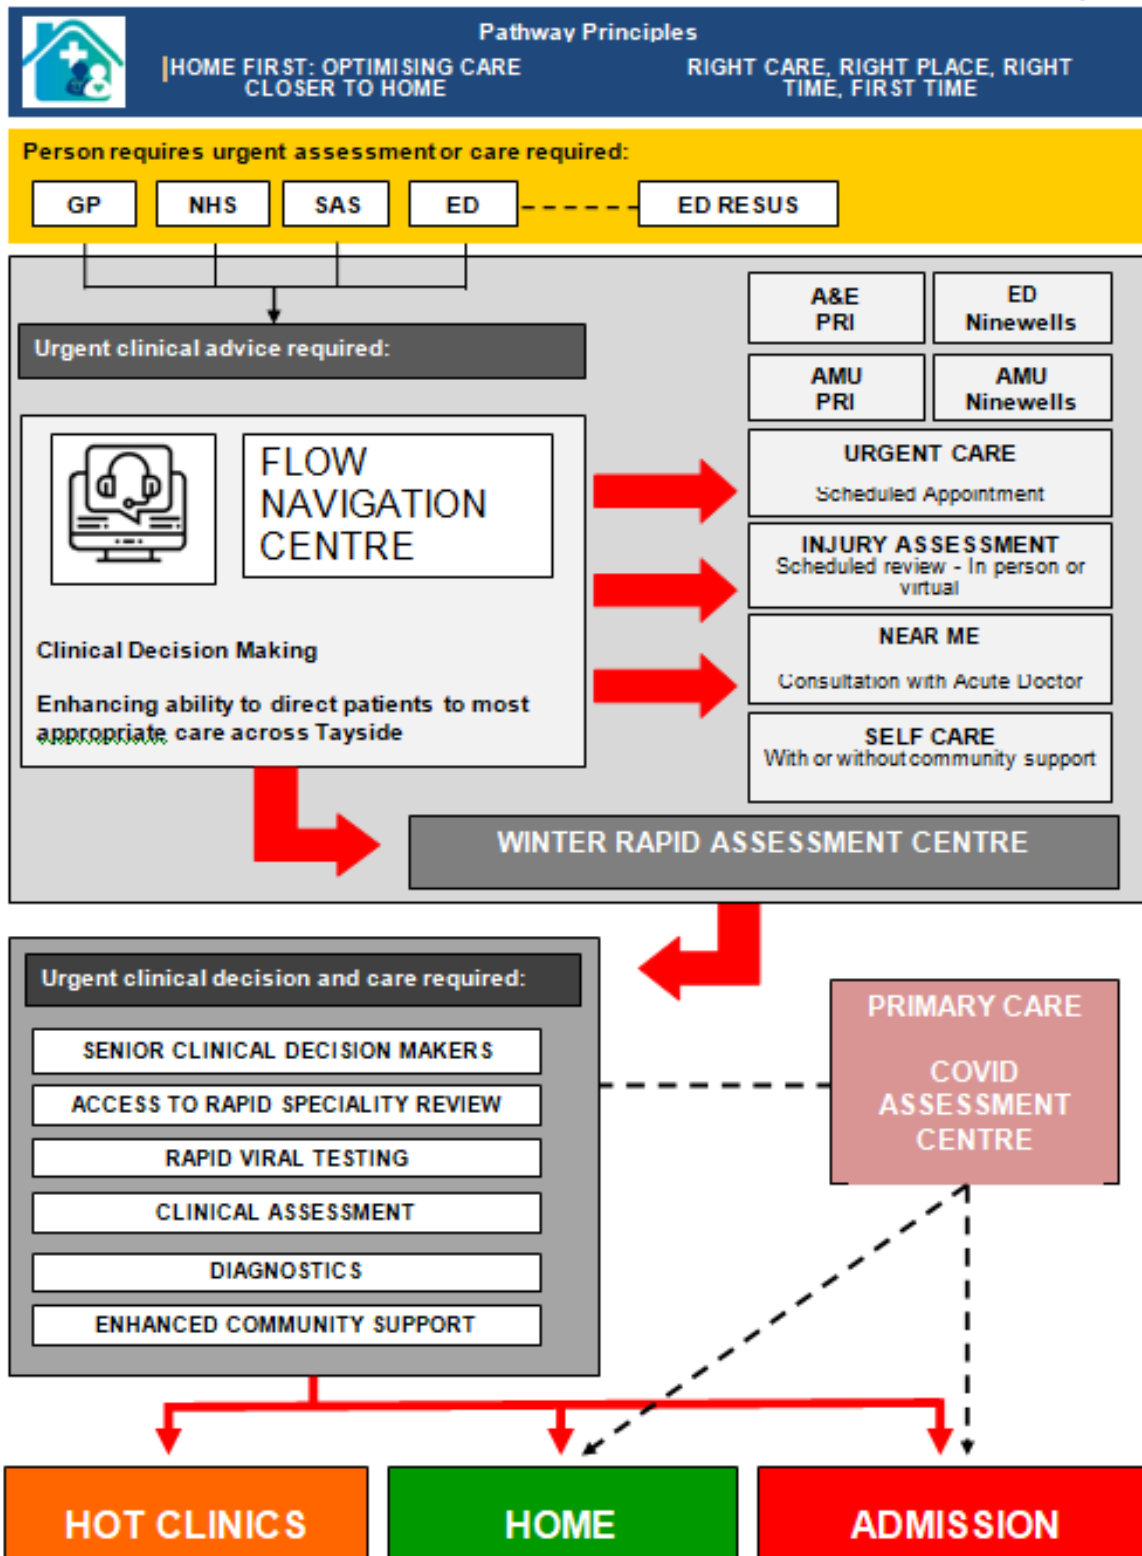 Pathway Principles
HOME FIRST: OPTIMISING CARE
CLOSER TO HOME
RIGHT CARE, RIGHT PLACE, RIGHT
TIME, FIRST TIME
Person requires urgent assessment or care required:
GP
NHS
SAS
ED
ED RESUS
Urgent clinical advice required:
FLOW
NAVIGATION
CENTRE
Clinical Decision Making
Enhancing ability to direct patients to most
appropriate care across Tayside
A&E
PRI
ED
Ninewells
AMU
PRI
AMU
Ninewells
URGENT CARE
Scheduled Appointment
INJURY ASSESSMENT
Scheduled review - In person or
virtual
NEAR ME
Consultation with Acute Doctor
SELF CARE
With or without community support
WINTER RAPID ASSESSMENT CENTRE
Urgent clinical decision and care required:
SENIOR CLINICAL DECISION MAKERS
ACCESS TO RAPID SPECIALITY REVIEW
RAPID VIRAL TESTING
CLINICAL ASSESSMENT
DIAGNOSTICS
ENHANCED COMMUNITY SUPPORT
PRIMARY CARE
COVID
ASSESSMENT
CENTRE
HOT CLINICS
HOME
ADMISSION